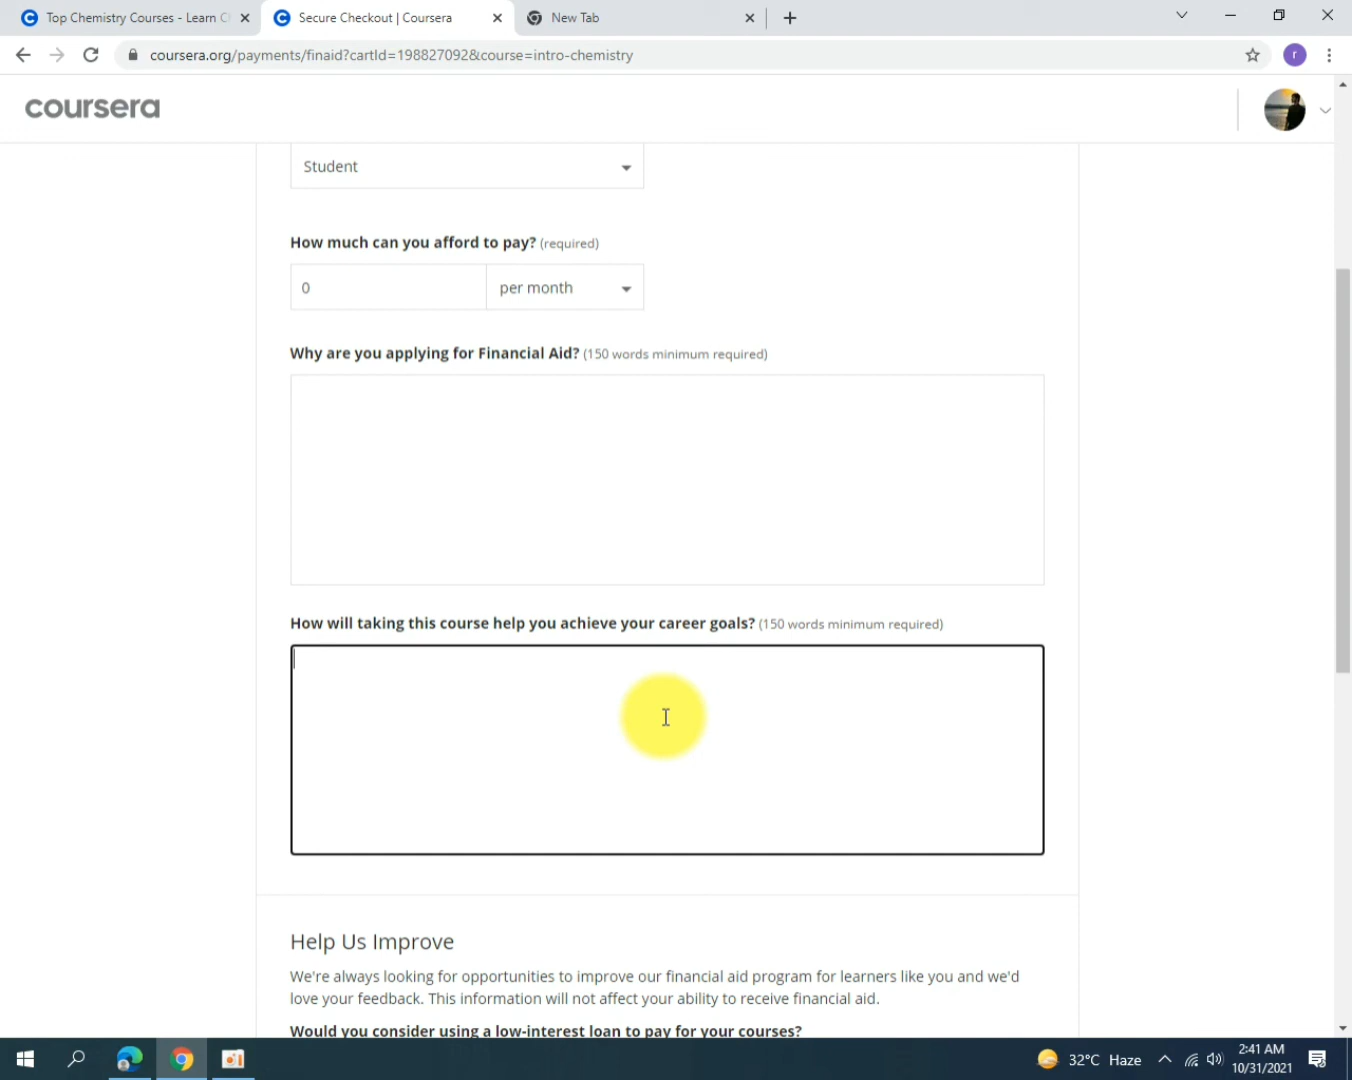 Top Chemistry Courses - Learn C
Secure Checkout | Coursera
New Tab
coursera.org/payments/finaid?cartId=198827092&course=intro-chemistry
r
coursera
Student
How much can you afford to pay? (required)
0
per month
Why are you applying for Financial Aid? (150 words minimum required)
How will taking this course help you achieve your career goals? (150 words minimum required)
Help Us Improve
We're always looking for opportunities to improve our financial aid program for learners like you and we'd
love your feedback. This information will not affect your ability to receive financial aid.
Would you consider using a low-interest loan to pay for your courses?
32°C Haze
2:41 AM
10/31/2021